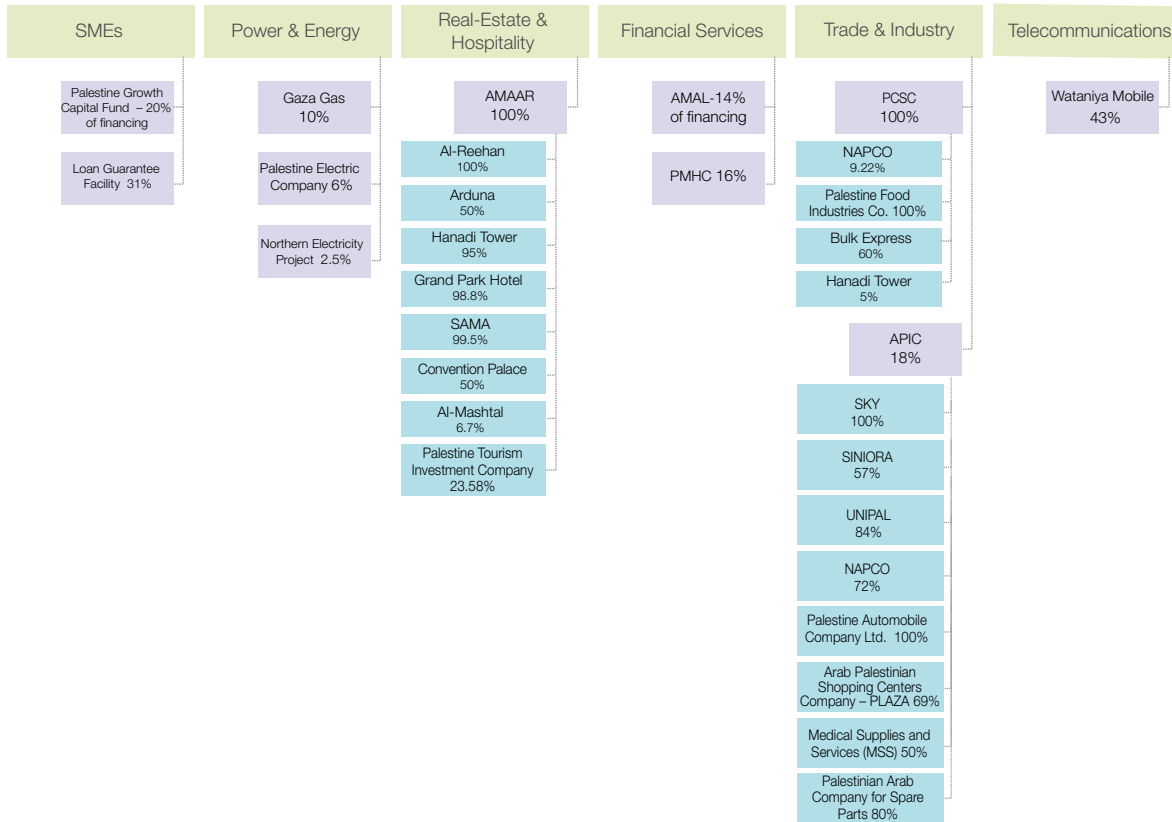 SMEs
Palestine Growth
Capital Fund – 20%
of financing
Loan Guarantee
Facility 31%
Power & Energy
Gaza Gas
10%
Palestine Electric
Company 6%
Northern Electricity
Project 2.5%
Real-Estate &
Hospitality
AMAAR
100%
Al-Reehan
100%
Arduna
50%
Hanadi Tower
95%
Grand Park Hotel
98.8%
SAMA
99.5%
Convention Palace
50%
Al-Mashtal
6.7%
Palestine Tourism
Investment Company
23.58%
Financial Services
AMAL-14%
of financing
PMHC 16%
Trade & Industry
PCSC
100%
NAPCO
9.22%
Palestine Food
Industries Co. 100%
Bulk Express
60%
Hanadi Tower
5%
APIC
18%
SKY
100%
SINIORA
57%
UNIPAL
84%
NAPCO
72%
Palestine Automobile
Company Ltd. 100%
Arab Palestinian
Shopping Centers
Company – PLAZA 69%
Medical Supplies and
Services (MSS) 50%
Palestinian Arab
Company for Spare
Parts 80%
Telecommunications
Wataniya Mobile
43%